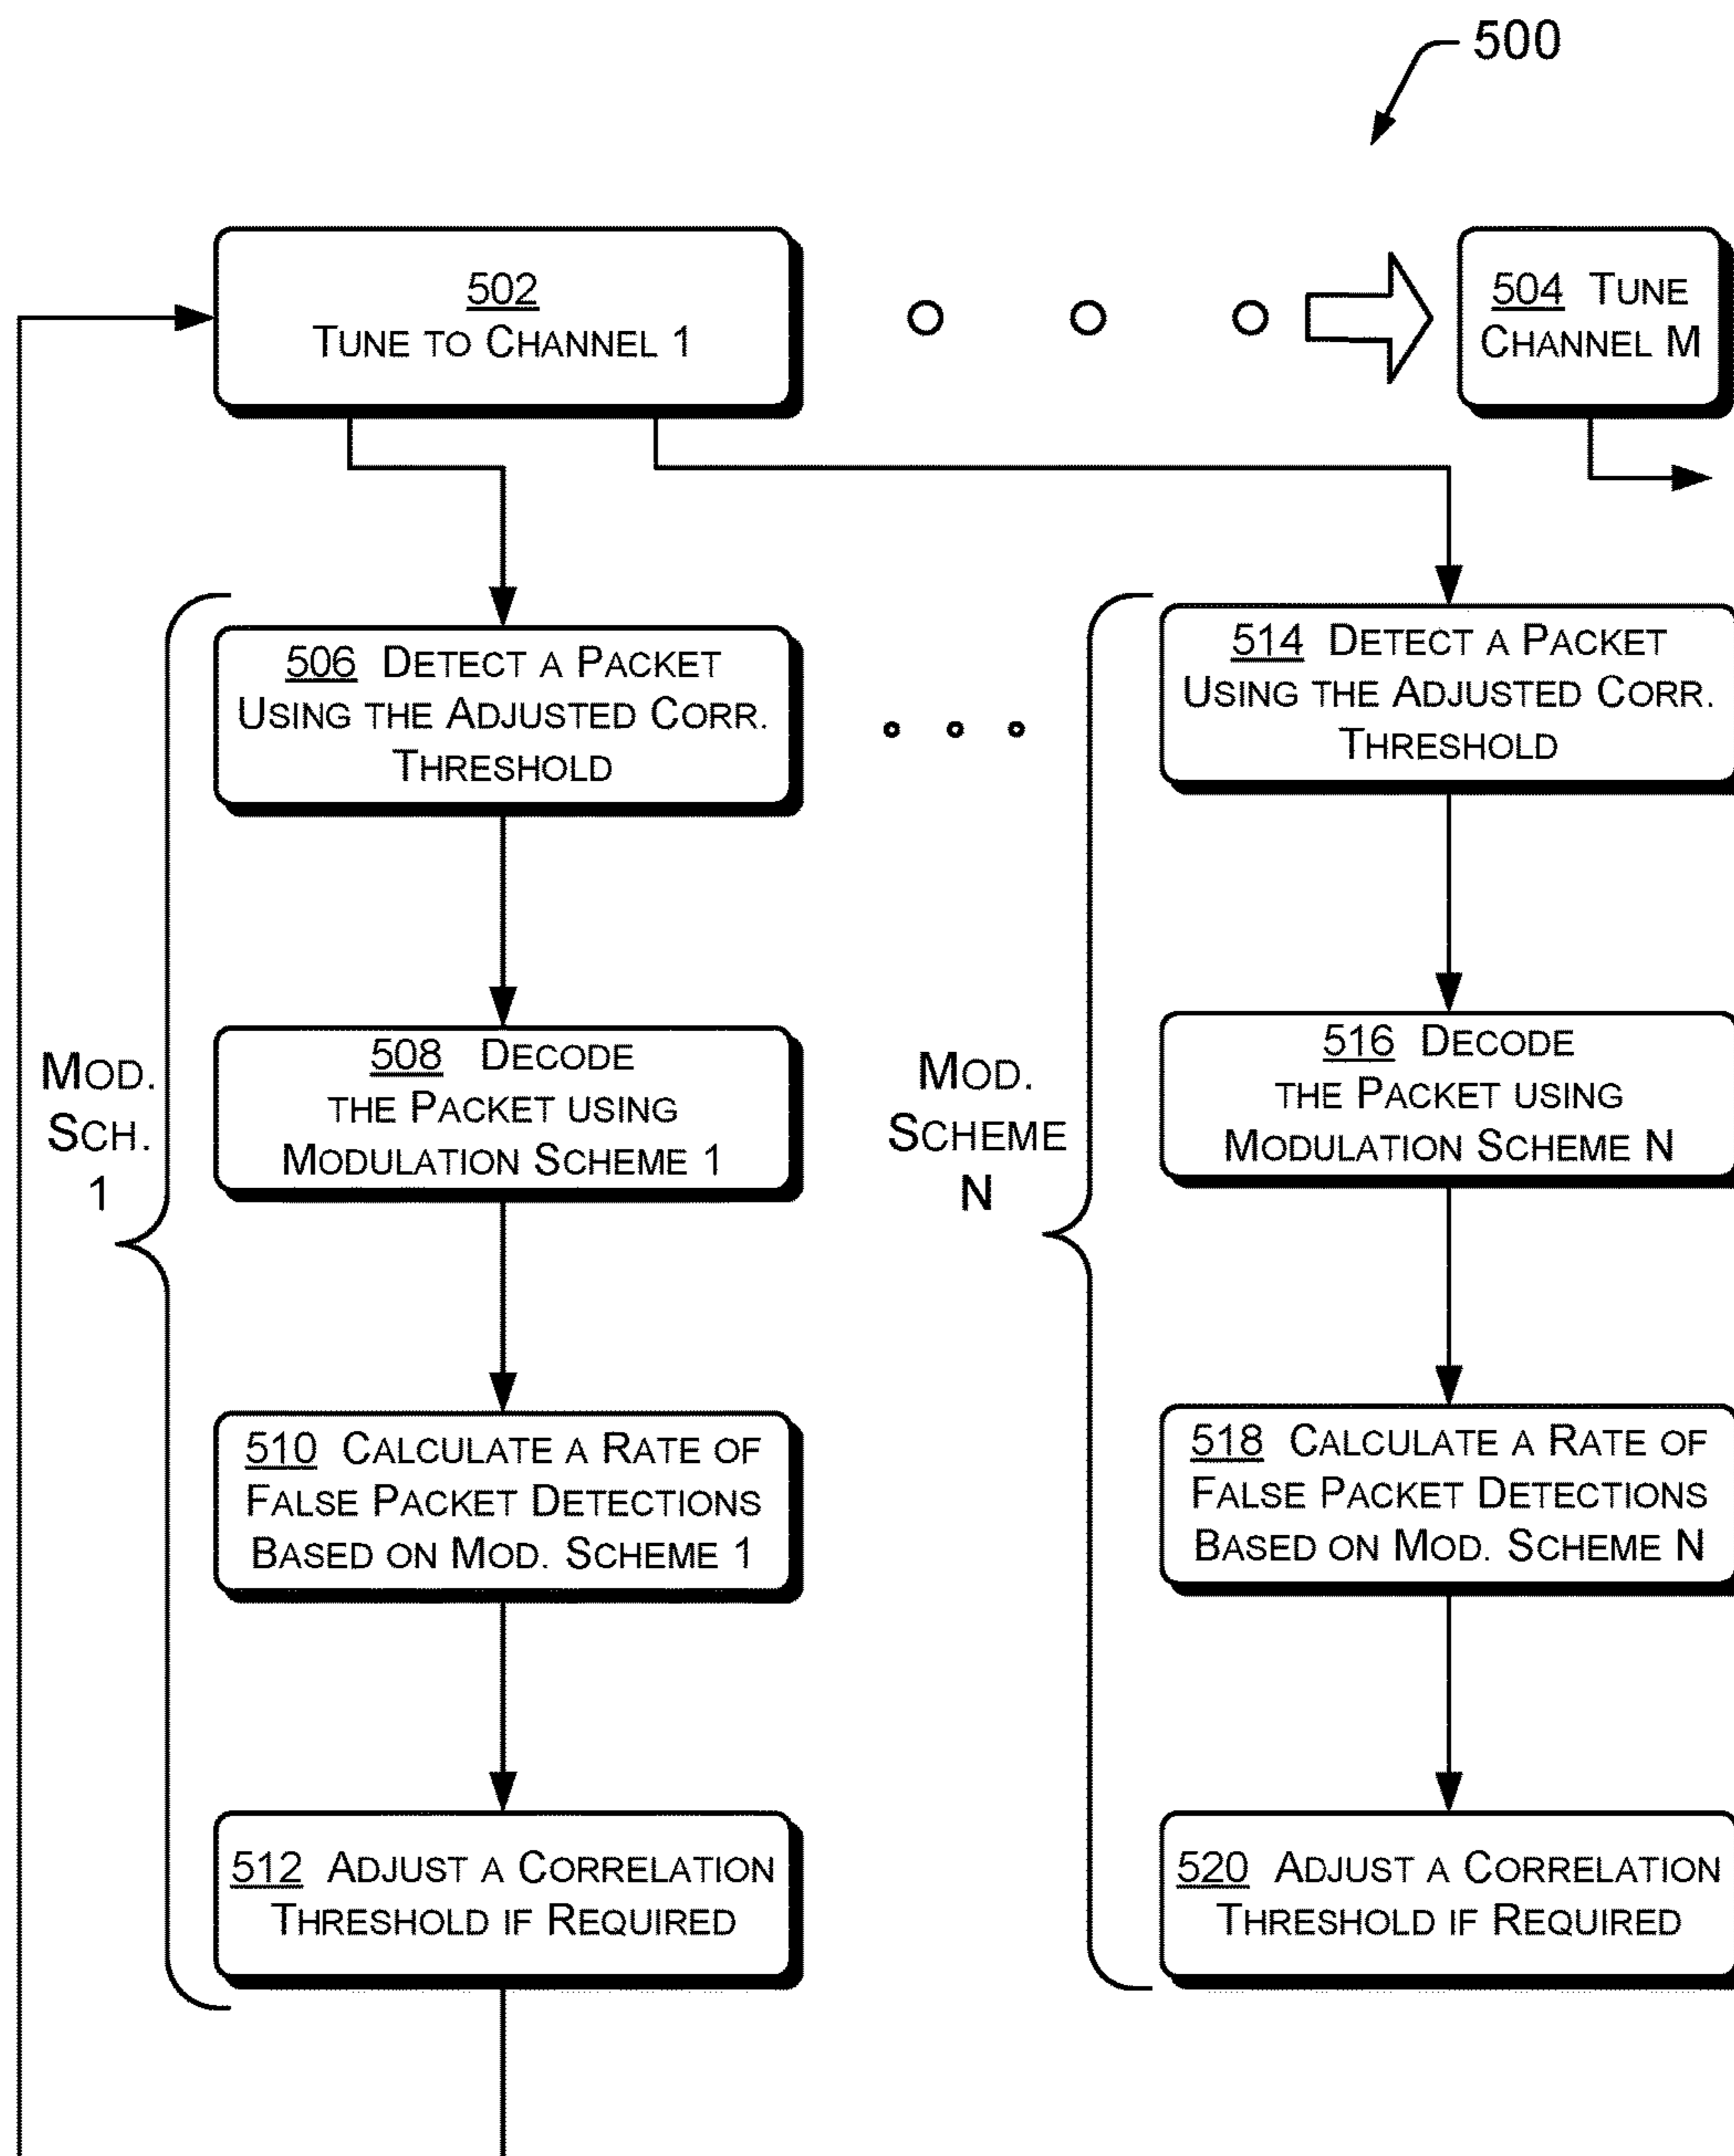 500
502
TUNE TO CHANNEL 1
504 TUNE
CHANNEL M
506 DETECT A PACKET
USING THE ADJUSTED CORR.
THRESHOLD
514 DETECT A PACKET
USING THE ADJUSTED CORR.
THRESHOLD
MOD.
SCH.
1
508 DECODE
THE PACKET USING
MODULATION SCHEME 1
MOD.
SCHEME
N
516 DECODE
THE PACKET USING
MODULATION SCHEME N
510 CALCULATE A RATE OF
FALSE PACKET DETECTIONS
BASED ON MOD. SCHEME 1
518 CALCULATE A RATE OF
FALSE PACKET DETECTIONS
BASED ON MOD. SCHEME N
512 ADJUST A CORRELATION
THRESHOLD IF REQUIRED
520 ADJUST A CORRELATION
THRESHOLD IF REQUIRED